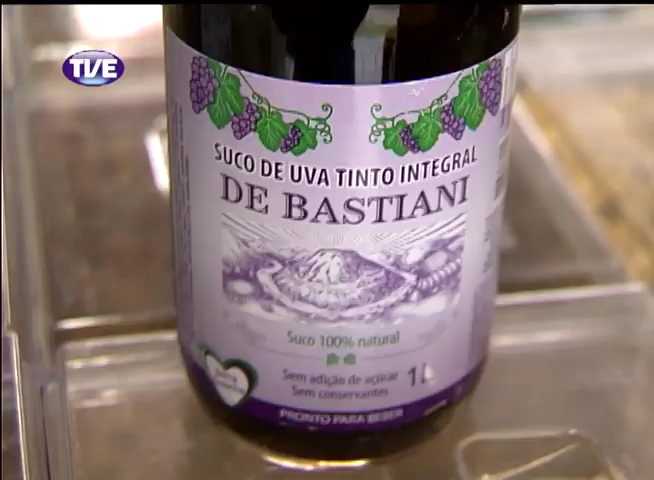 TVE
SUCO DE UVA TINTO INTEGRAL
DE BASTIANI
Suco 100% natural
Sem adição de açúcar
Sem conservantes
1L
PRONTO PARA BEBER